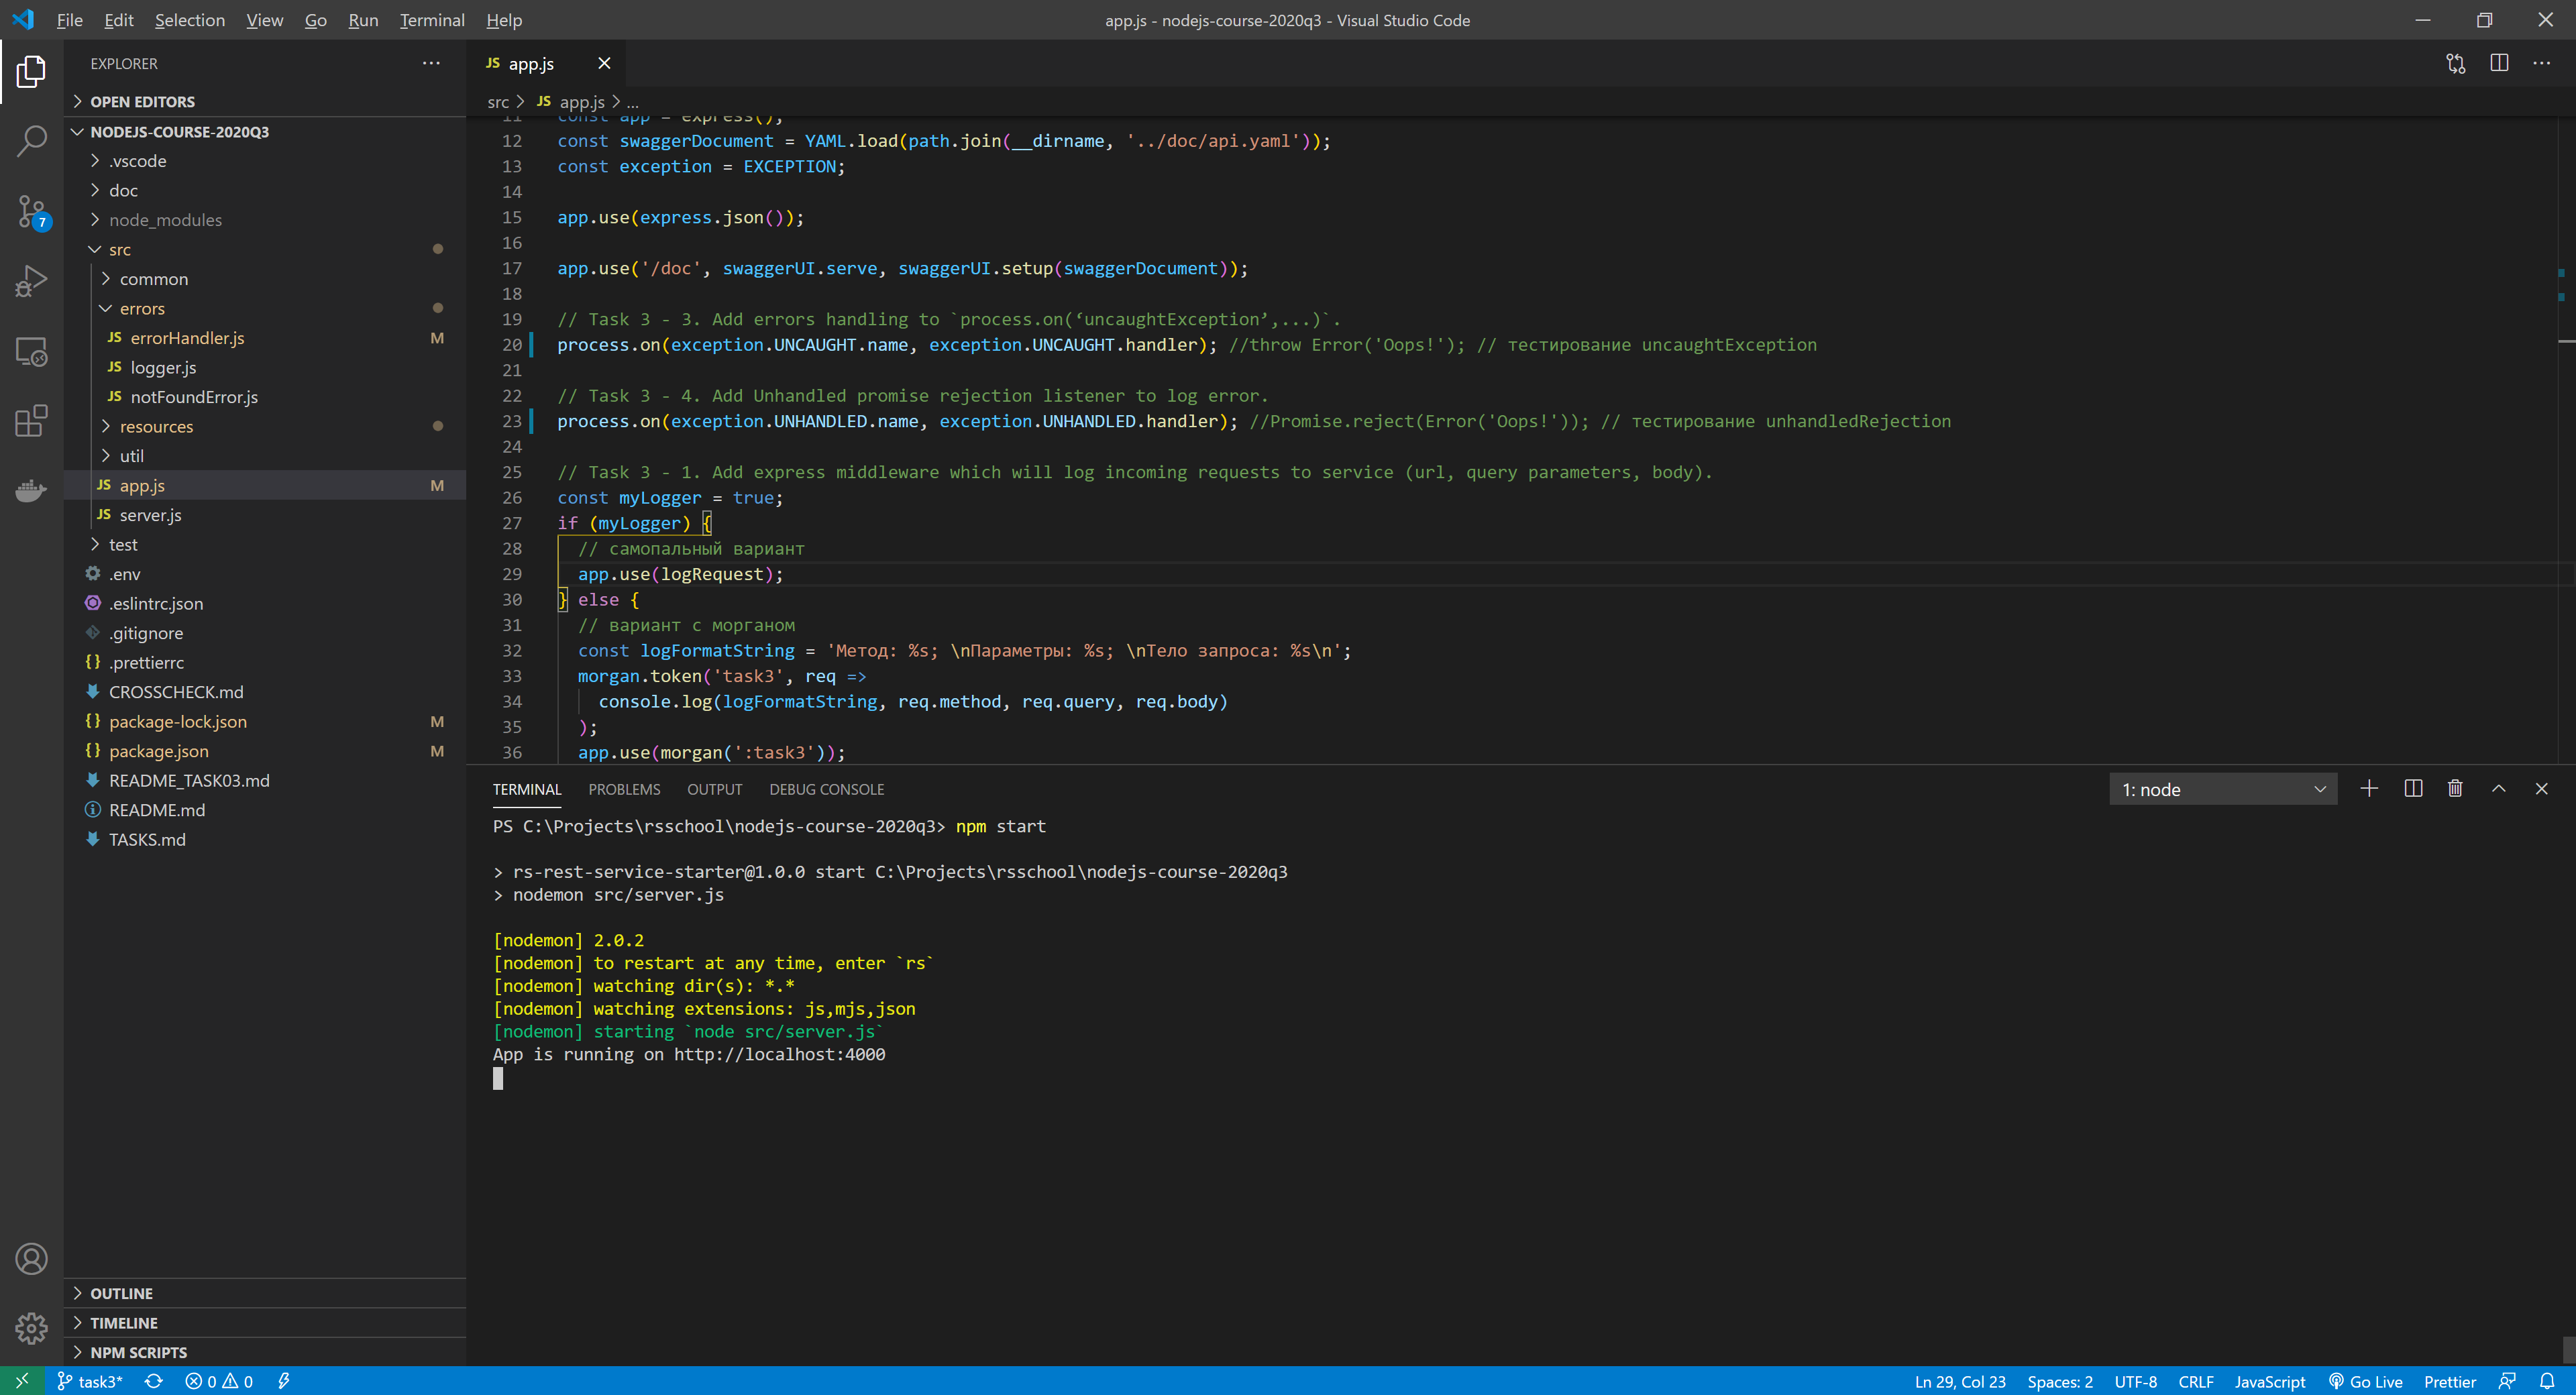 File Edit Selection View Go Run Terminal Help
app.js - nodejs-course-2020q3 - Visual Studio Code
EXPLORER
OPEN EDITORS
NODEJS-COURSE-2020Q3
.vscode
doc
node_modules
src
common
errors
JS errorHandler.js M
JS logger.js
JS notFoundError.js
resources
util
JS app.js M
JS server.js
test
.env
.eslintrc.json
.gitignore
{} .prettierrc
CROSSCHECK.md
{} package-lock.json M
{} package.json M
README_TASK03.md
README.md
TASKS.md
OUTLINE
TIMELINE
NPM SCRIPTS
7
JS app.js
src > JS app.js > ...
11 const app = express();
12 const swaggerDocument = YAML.load(path.join(__dirname, '../doc/api.yaml'));
13 const exception = EXCEPTION;
14
15 app.use(express.json());
16
17 app.use('/doc', swaggerUI.serve, swaggerUI.setup(swaggerDocument));
18
19 // Task 3 - 3. Add errors handling to `process.on(‘uncaughtException’,...)`.
20 process.on(exception.UNCAUGHT.name, exception.UNCAUGHT.handler); //throw Error('Oops!'); // тестирование uncaughtException
21
22 // Task 3 - 4. Add Unhandled promise rejection listener to log error.
23 process.on(exception.UNHANDLED.name, exception.UNHANDLED.handler); //Promise.reject(Error('Oops!')); // тестирование unhandledRejection
24
25 // Task 3 - 1. Add express middleware which will log incoming requests to service (url, query parameters, body).
26 const myLogger = true;
27 if (myLogger) {
28 // самопальный вариант
29 app.use(logRequest);
30 } else {
31 // вариант с морганом
32 const logFormatString = 'Метод: %s; \nПараметры: %s; \nТело запроса: %s\n';
33 morgan.token('task3', req =>
34 console.log(logFormatString, req.method, req.query, req.body)
35 );
36 app.use(morgan(':task3'));
TERMINAL PROBLEMS OUTPUT DEBUG CONSOLE
1: node
PS C:\Projects\rsschool\nodejs-course-2020q3> npm start
> rs-rest-service-starter@1.0.0 start C:\Projects\rsschool\nodejs-course-2020q3
> nodemon src/server.js
[nodemon] 2.0.2
[nodemon] to restart at any time, enter `rs`
[nodemon] watching dir(s): *.*
[nodemon] watching extensions: js,mjs,json
[nodemon] starting `node src/server.js`
App is running on http://localhost:4000
task3* 0 0
Ln 29, Col 23 Spaces: 2 UTF-8 CRLF JavaScript Go Live Prettier